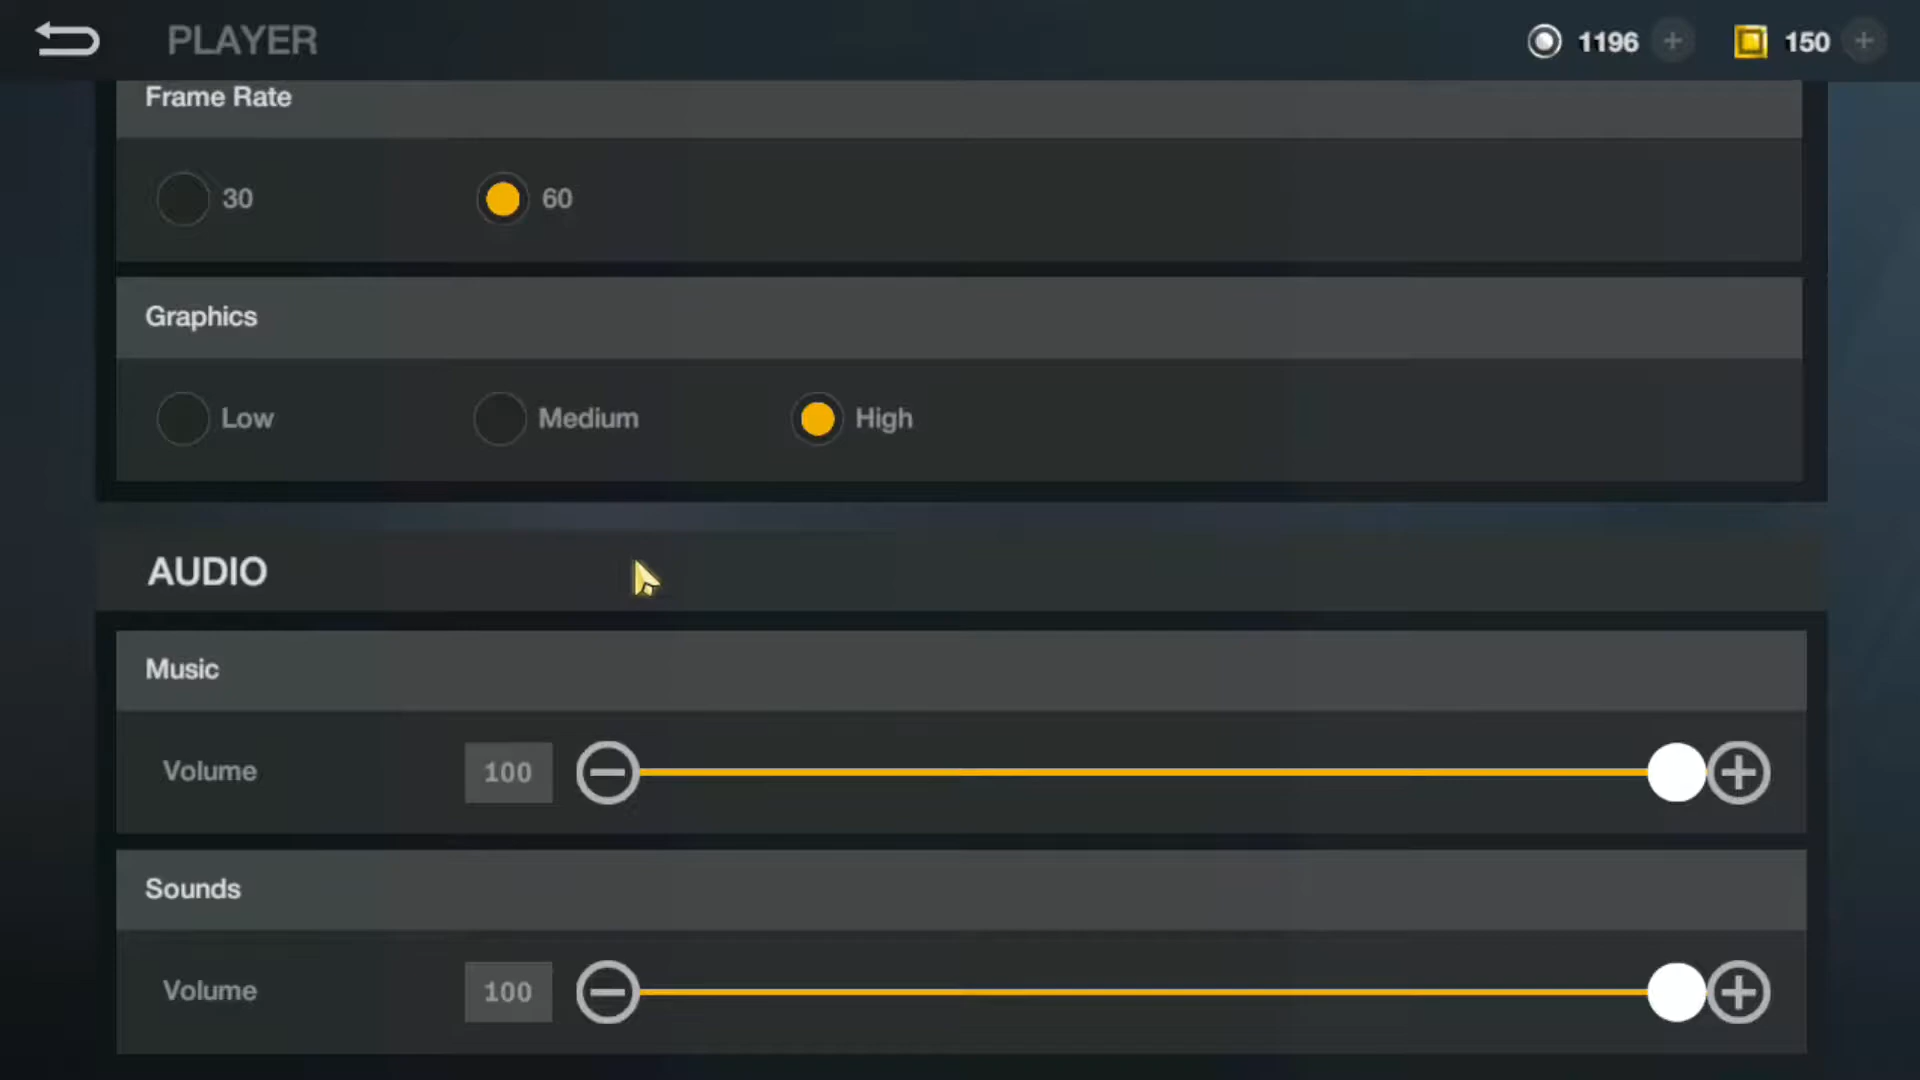 PLAYER
1196
150
Frame Rate
30
60
Graphics
Low
Medium
High
AUDIO
Music
Volume
100
Sounds
Volume
100